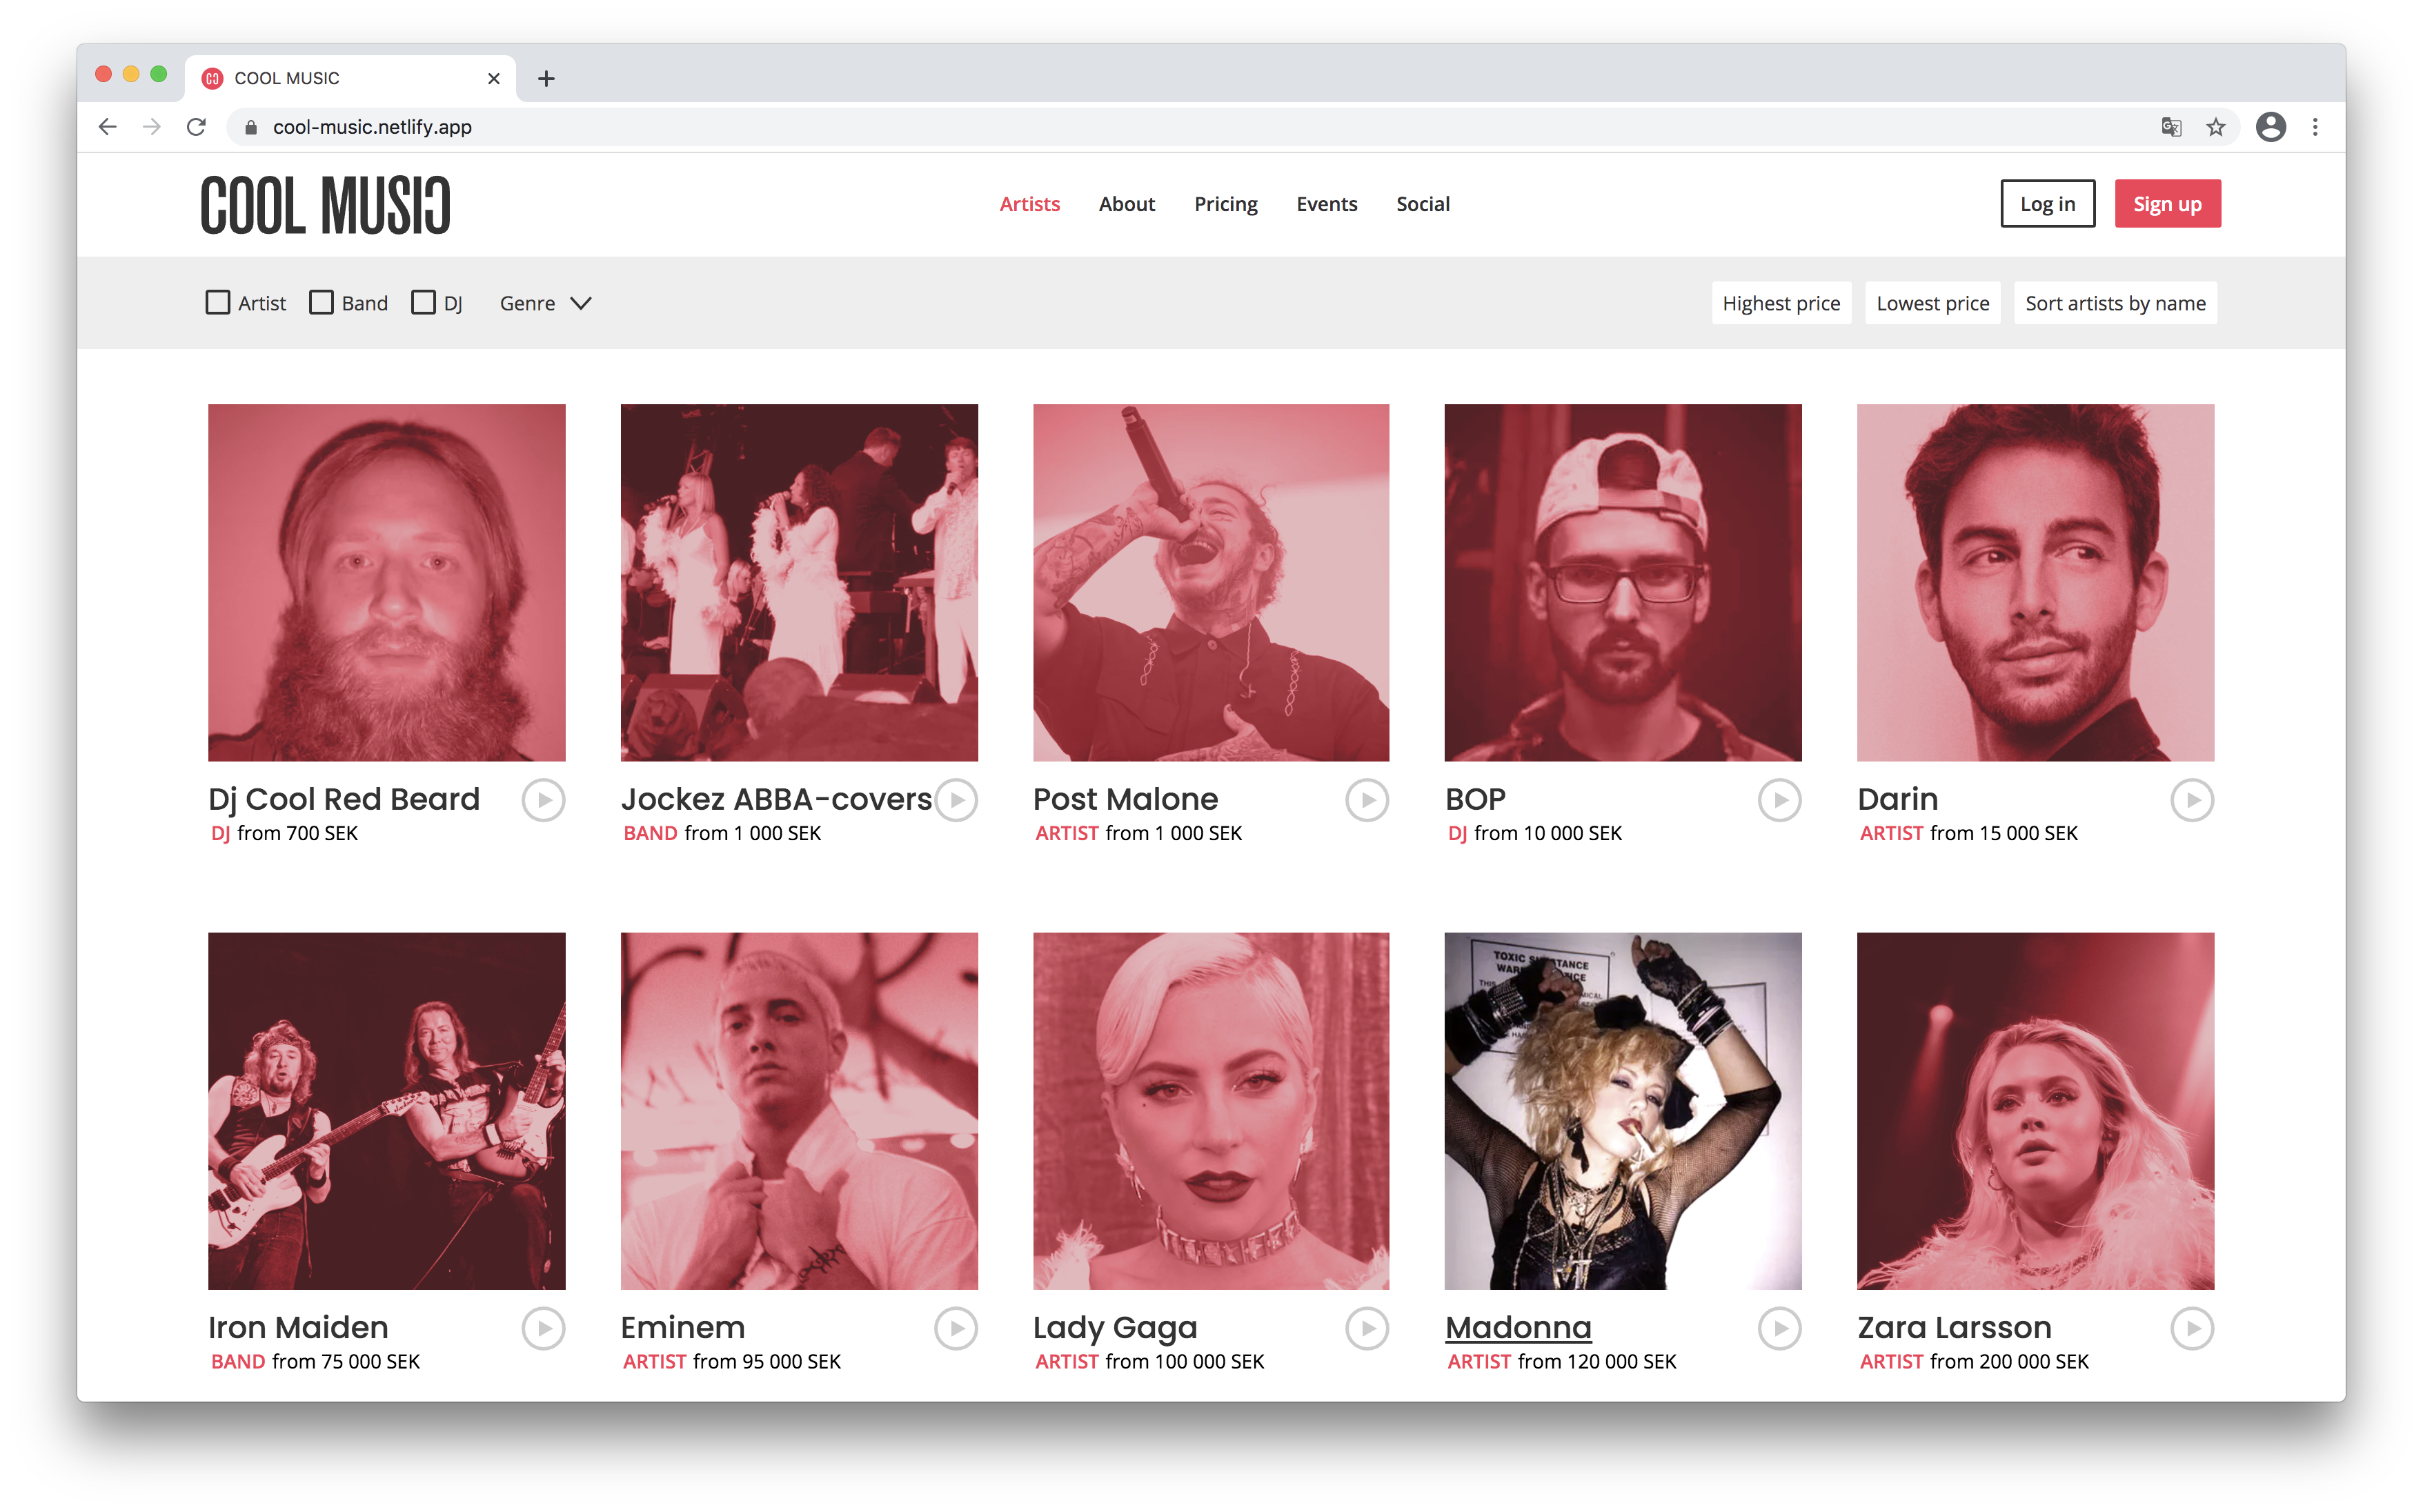 COOL MUSIC
cool-music.netlify.app
COOL MUSIC
Artists About Pricing Events Social
Log in Sign up
Artist Band DJ Genre
Highest price Lowest price Sort artists by name
Dj Cool Red Beard
DJ from 700 SEK
Jockez ABBA-covers
BAND from 1 000 SEK
Post Malone
ARTIST from 1 000 SEK
BOP
DJ from 10 000 SEK
Darin
ARTIST from 15 000 SEK
TOXIC
Iron Maiden
BAND from 75 000 SEK
Eminem
ARTIST from 95 000 SEK
Lady Gaga
ARTIST from 100 000 SEK
Madonna
ARTIST from 120 000 SEK
Zara Larsson
ARTIST from 200 000 SEK